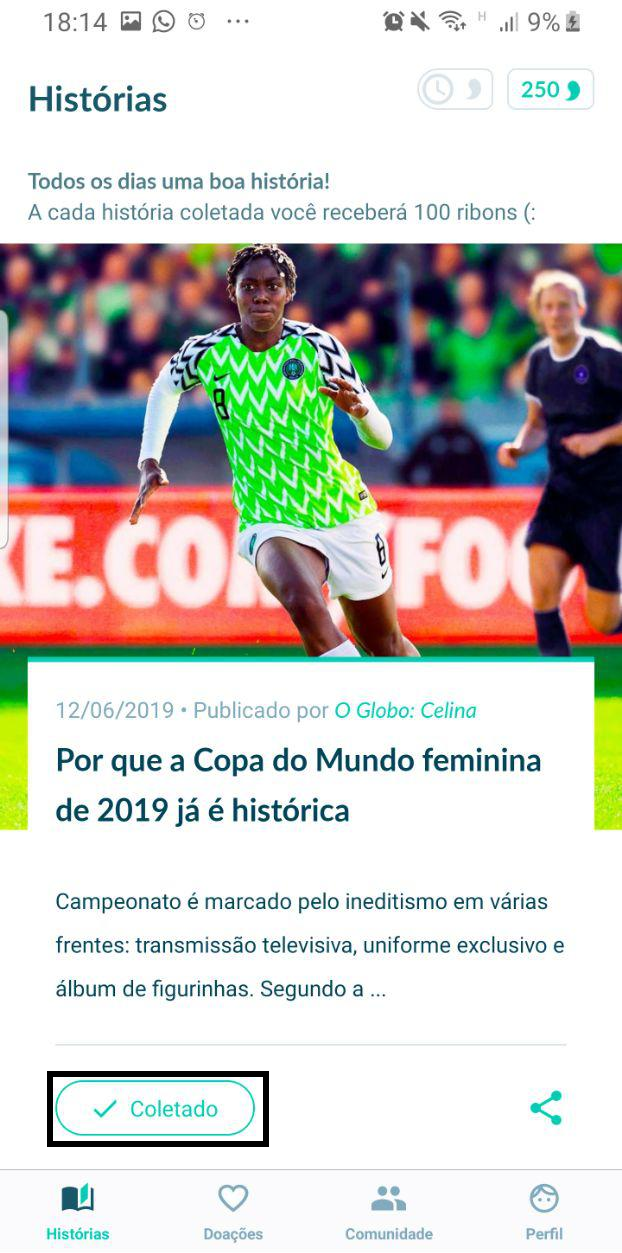 18:14
H
9%
Histórias
250
Todos os dias uma boa história!
A cada história coletada você receberá 100 ribons (:
8
8
KE.CO
FOO
12/06/2019 • Publicado por O Globo: Celina
Por que a Copa do Mundo feminina
de 2019 já é histórica
Campeonato é marcado pelo ineditismo em várias
frentes: transmissão televisiva, uniforme exclusivo e
álbum de figurinhas. Segundo a ...
Coletado
Histórias Doações Comunidade Perfil